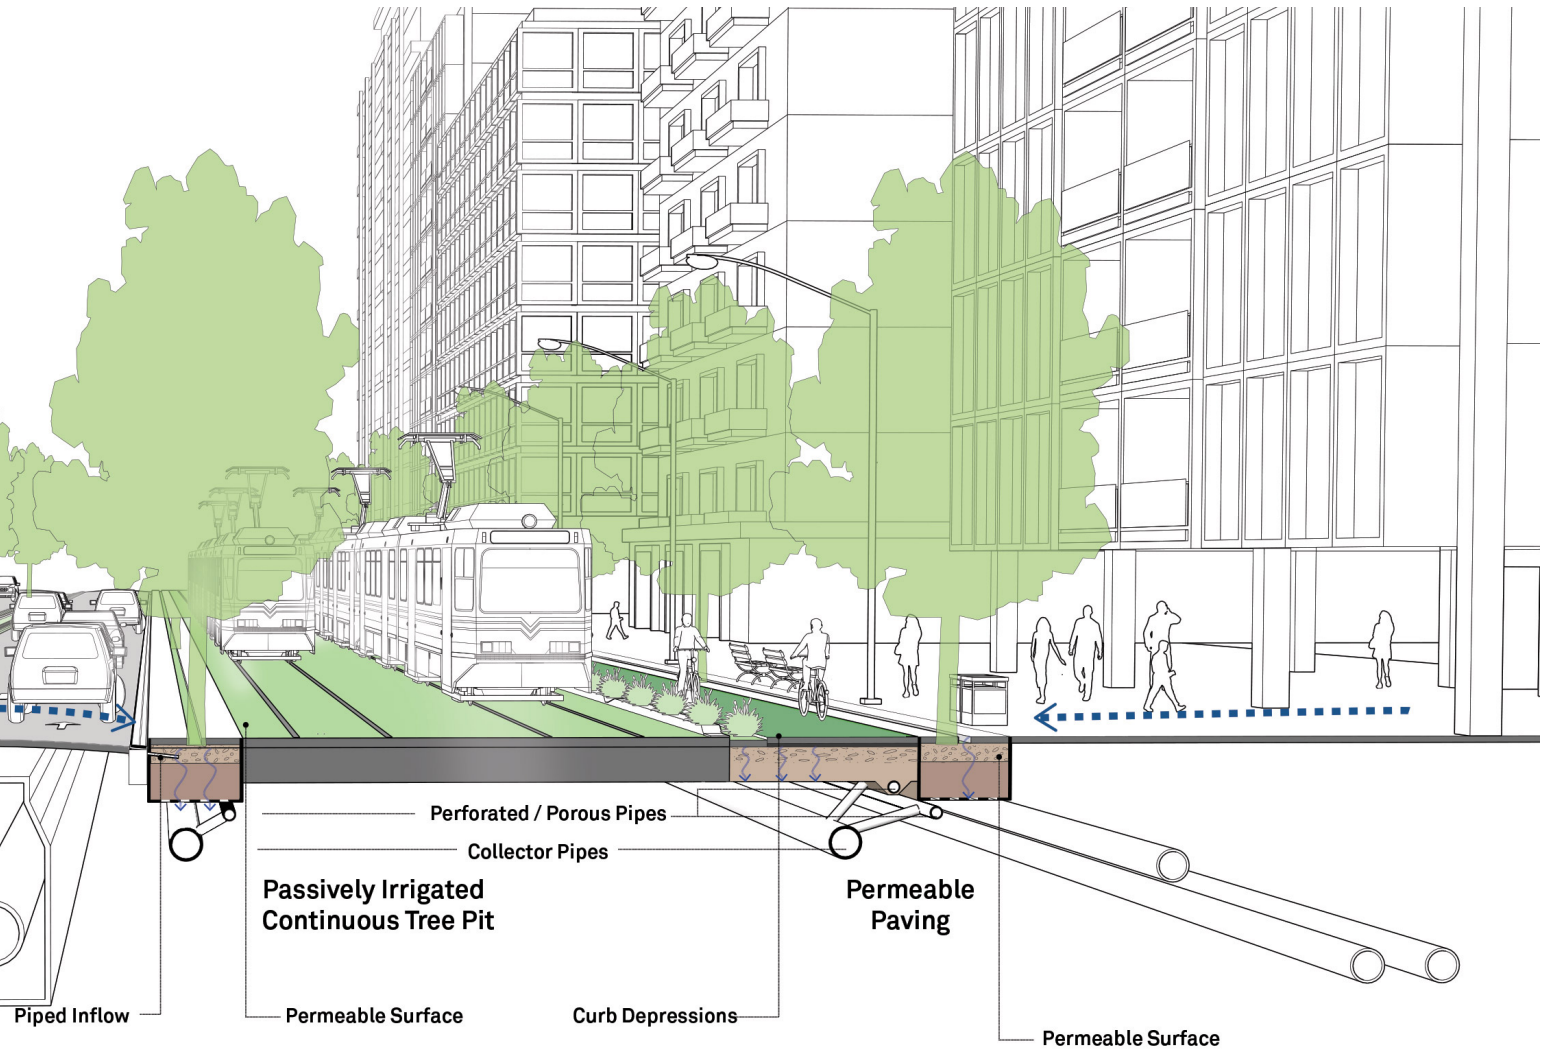 Perforated / Porous Pipes
Collector Pipes
Passively Irrigated
Continuous Tree Pit
Permeable
Paving
Piped Inflow
Permeable Surface
Curb Depressions
Permeable Surface